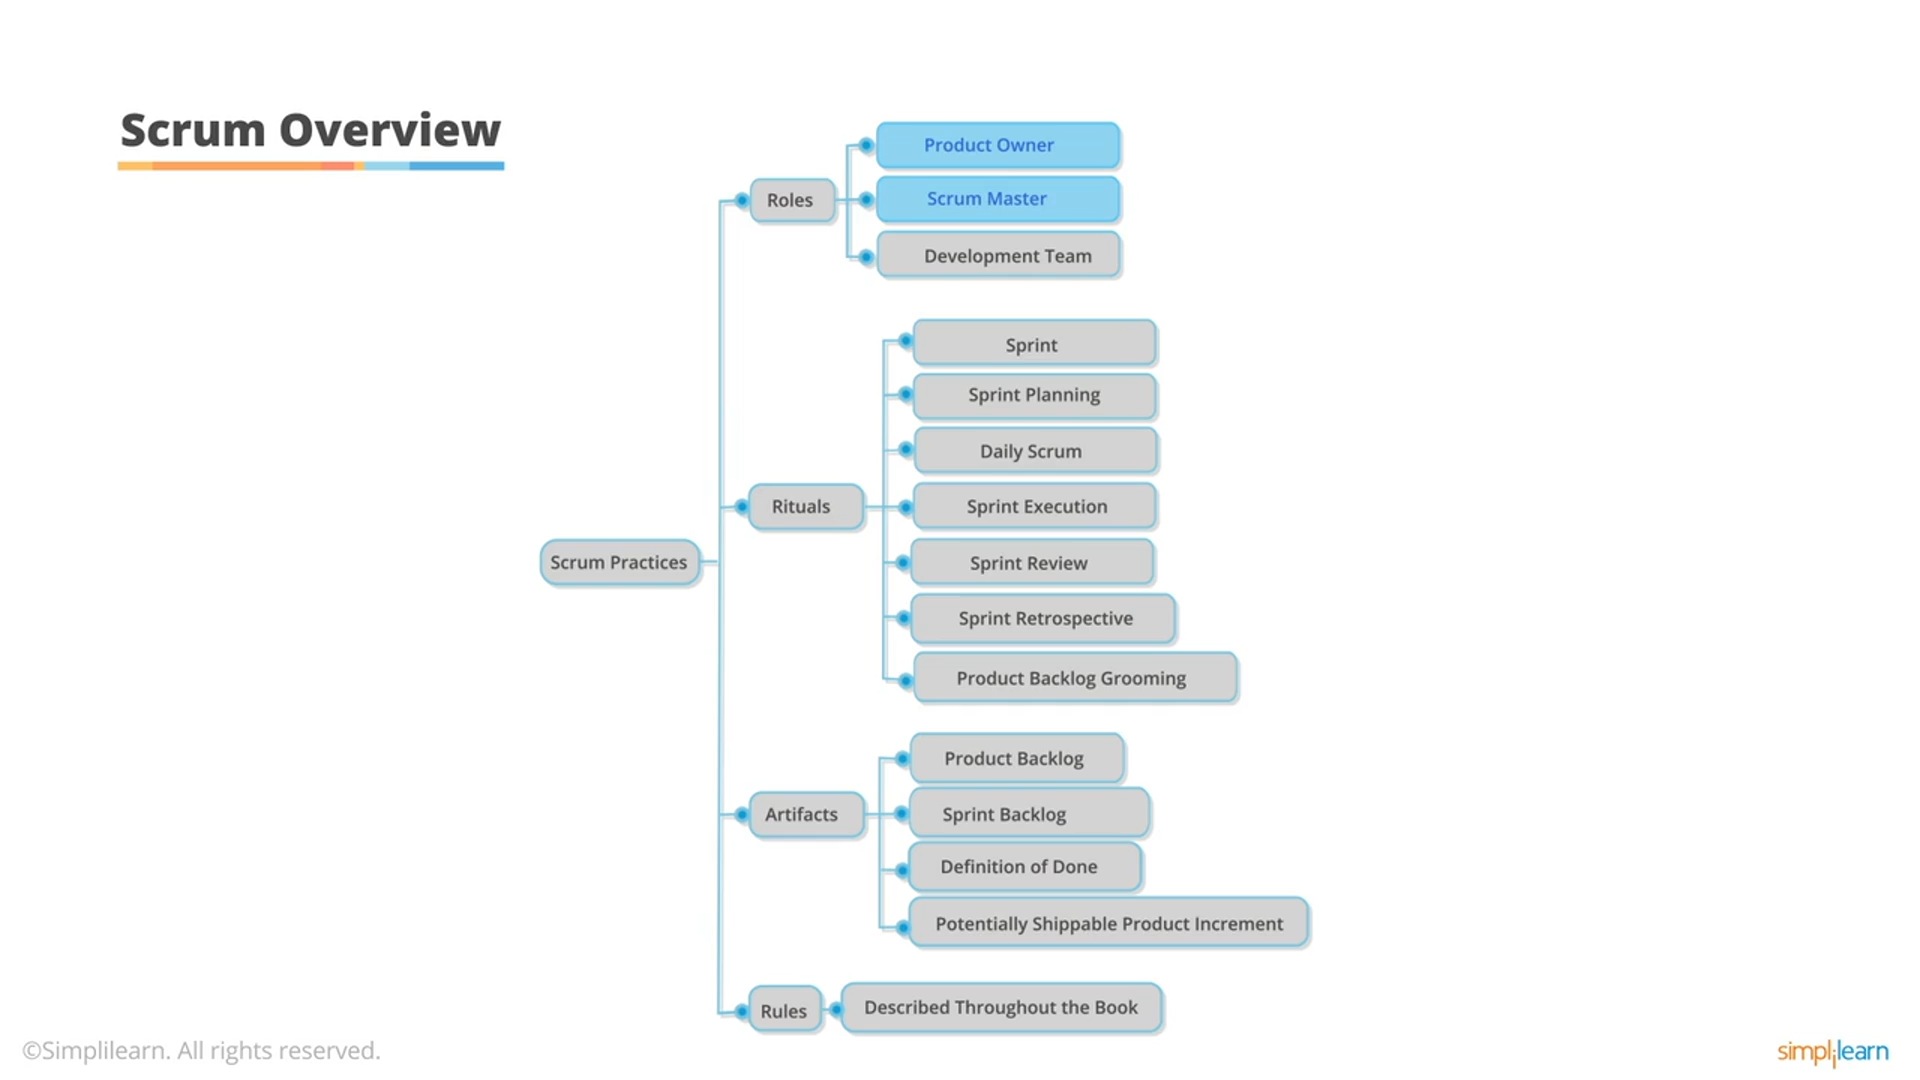 Scrum Overview
Product Owner
Scrum Master
Roles
Development Team
Sprint
Sprint Planning
Daily Scrum
Rituals
Sprint Execution
Scrum Practices
Sprint Review
Sprint Retrospective
Product Backlog Grooming
Product Backlog
Artifacts
Sprint Backlog
Definition of Done
Potentially Shippable Product Increment
Rules
Described Throughout the Book
©Simplilearn. All rights reserved.
simplilearn